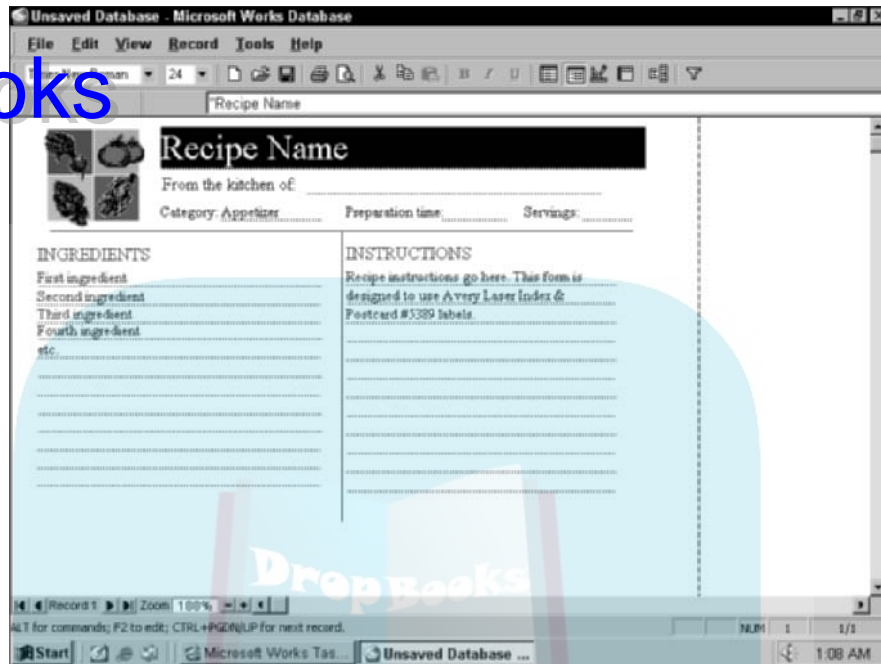 Unsaved Database - Microsoft Works Database
File Edit View Record Tools Help
Times New Roman 24 B I U
oks
"Recipe Name
Recipe Name
From the kitchen of:
Category: Appetizer Preparation time: Servings:
INGREDIENTS
First ingredient
Second ingredient
Third ingredient
Fourth ingredient
etc.
INSTRUCTIONS
Recipe instructions go here. This form is
designed to use Avery Laser Index &
Postcard #5389 labels.
DropBooks
Record 1 Zoom 100%
ALT for commands; F2 to edit; CTRL+PGDN/UP for next record. NUM 1 1/1
Start Microsoft Works Tas... Unsaved Database ... 1:08 AM